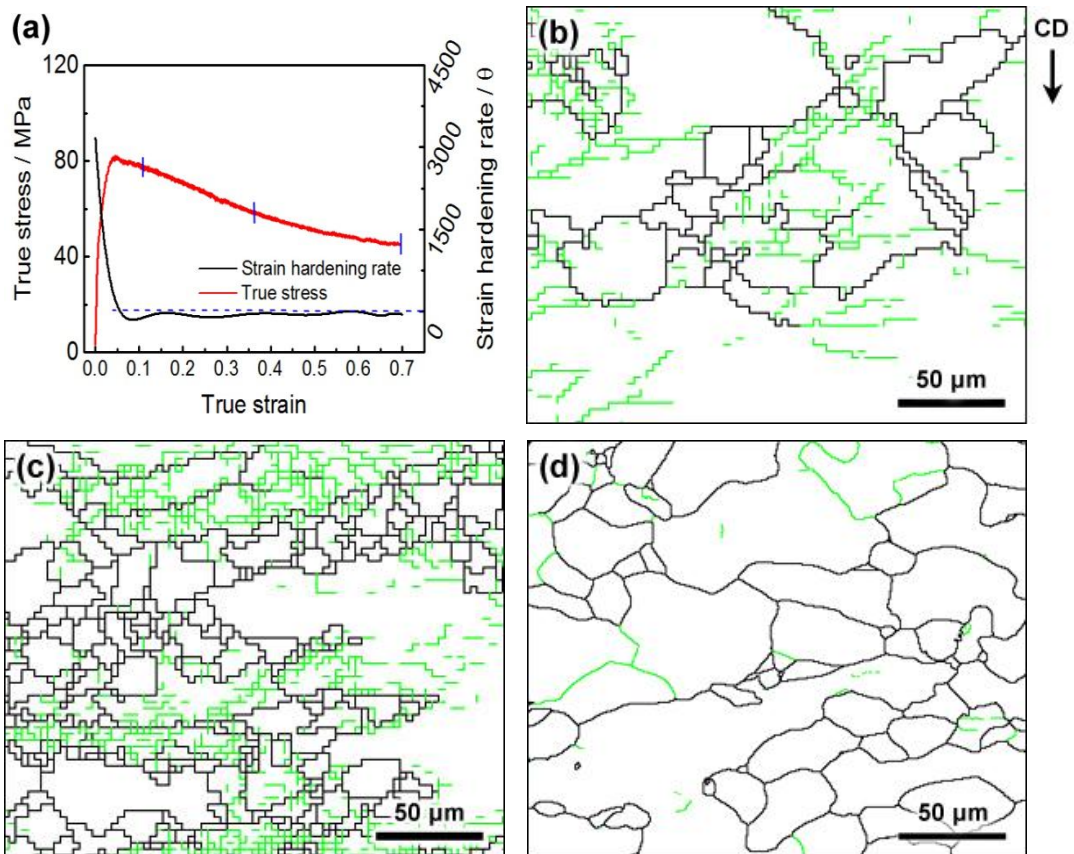 (a)
120
80
40
0
True stress / MPa
4500
3000
1500
0
Strain hardening rate / θ
Strain hardening rate
True stress
0.0 0.1 0.2 0.3 0.4 0.5 0.6 0.7
True strain
(b)
CD
50 µm
(c)
50 µm
(d)
50 µm